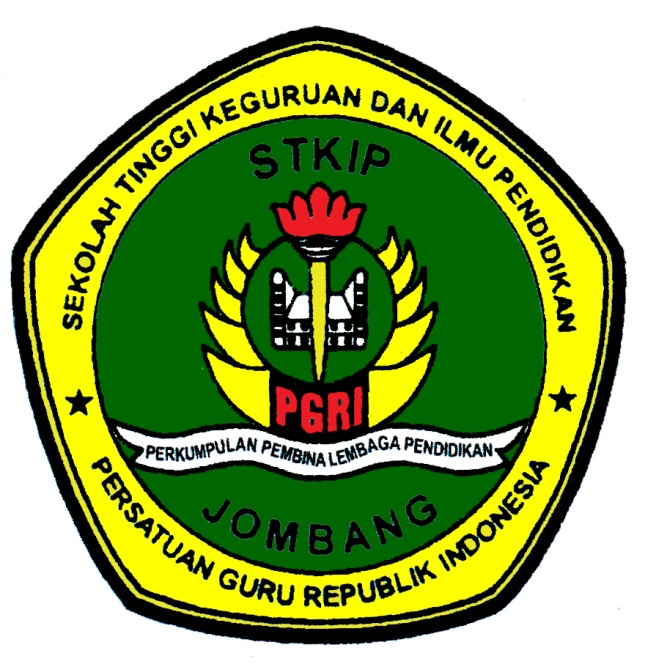 SEKOLAH TINGGI KEGURUAN DAN ILMU PENDIDIKAN
STKIP
PGRI
PERKUMPULAN PEMBINA LEMBAGA PENDIDIKAN
JOMBANG
PERSATUAN GURU REPUBLIK INDONESIA